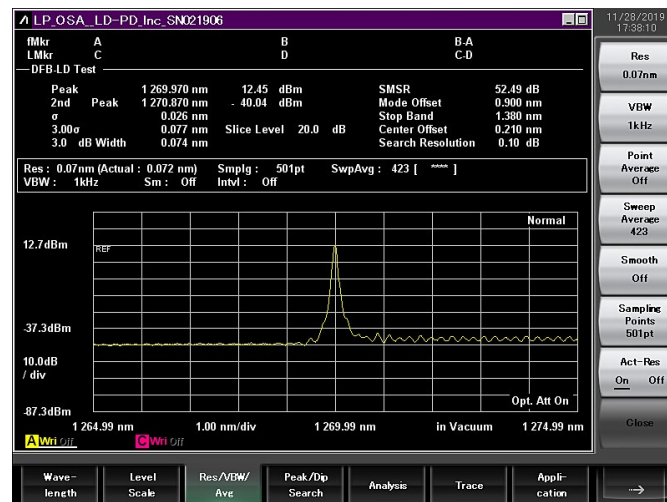 LP_OSA__LD-PD_Inc_SN021906
11/28/2019
17:38:10
fMkr A B B-A
LMkr C D C-D
DFB-LD Test
Peak 1 269.970 nm 12.45 dBm SMSR 52.49 dB
2nd Peak 1 270.870 nm - 40.04 dBm Mode Offset 0.900 nm
σ 0.026 nm Stop Band 1.380 nm
3.00σ 0.077 nm Slice Level 20.0 dB Center Offset 0.210 nm
3.0 dB Width 0.074 nm Search Resolution 0.10 dB
Res : 0.07nm (Actual : 0.072 nm) Smplg : 501pt SwpAvg : 423 [ **** ]
VBW : 1kHz Sm : Off Intvl : Off
Normal
12.7dBm
REF
-37.3dBm
10.0dB
/ div
Opt. Att On
-87.3dBm
1 264.99 nm 1.00 nm/div 1 269.99 nm in Vacuum 1 274.99 nm
A Wri Off C Wri Off
Res
0.07nm
VBW
1kHz
Point
Average
Off
Sweep
Average
423
Smooth
Off
Sampling
Points
501pt
Act-Res
On Off
Close
Wave-
length
Level
Scale
Res/VBW/
Avg
Peak/Dip
Search
Analysis
Trace
Appli-
cation